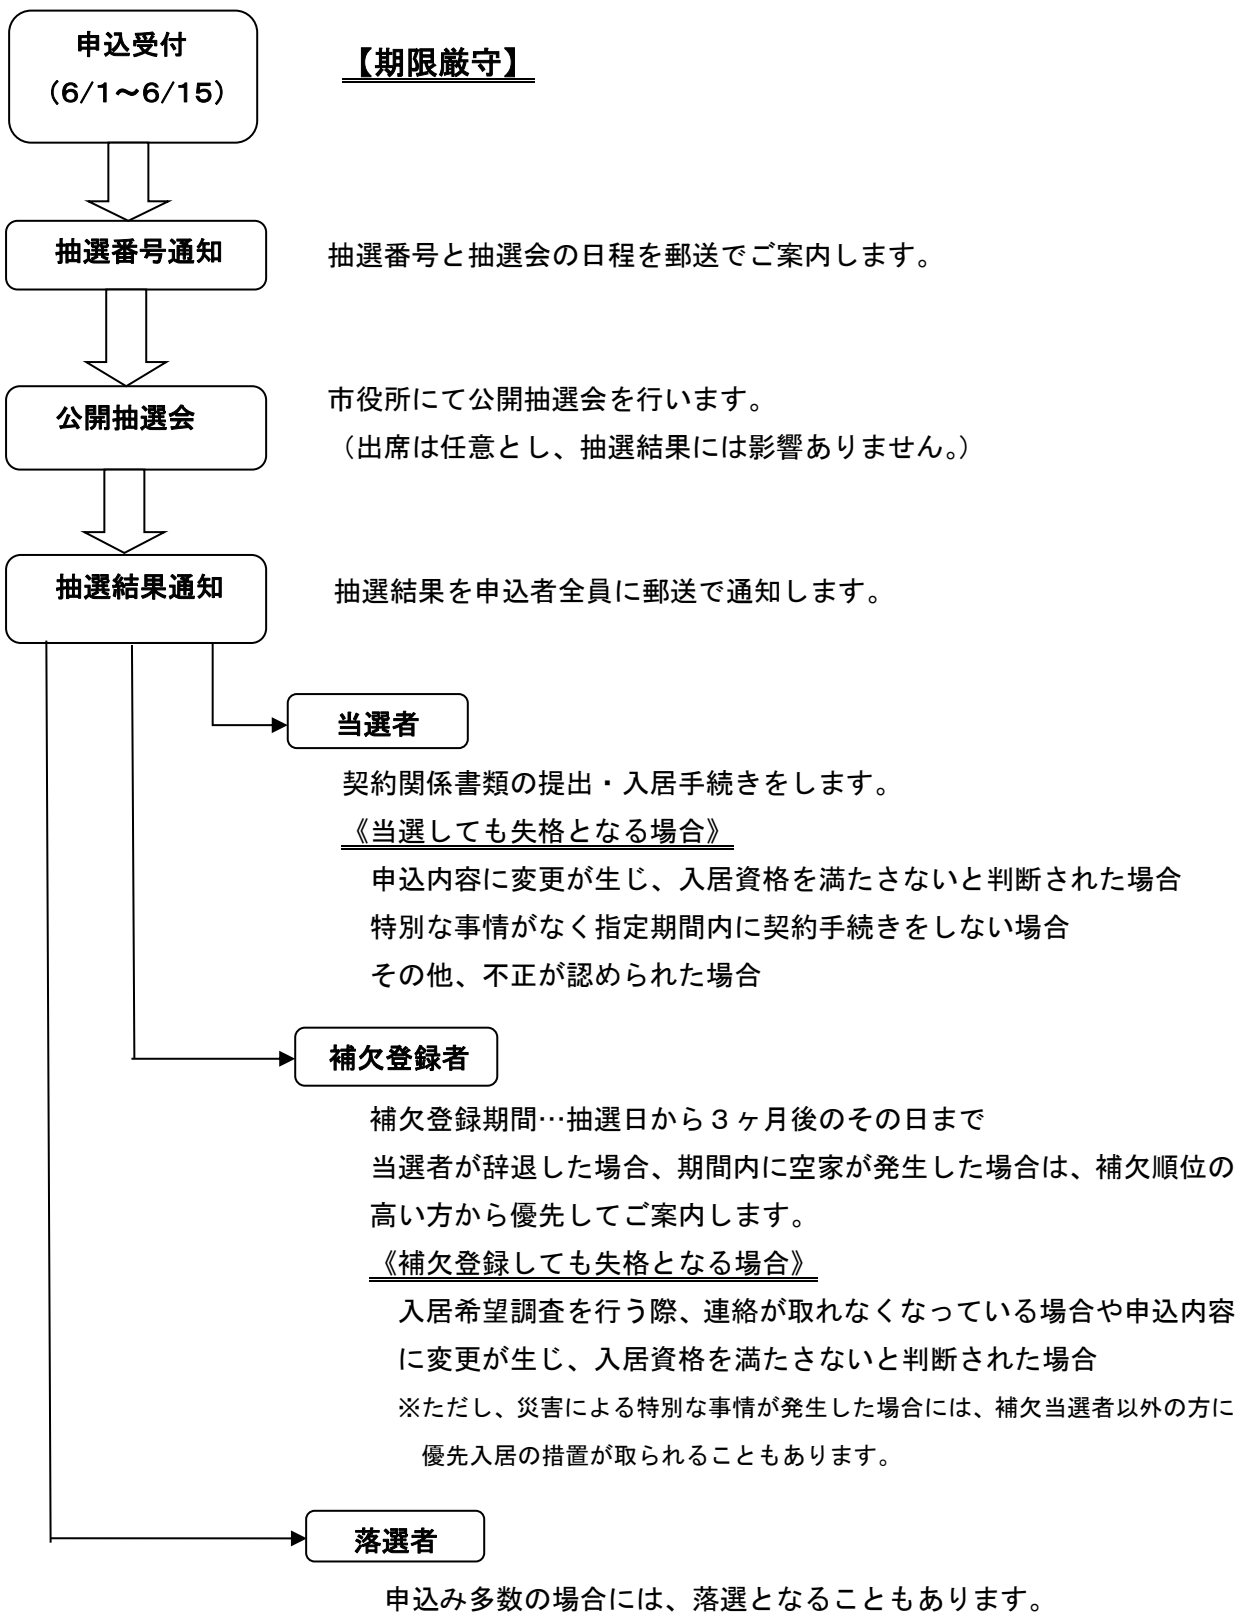 申込受付
(6/1～6/15)
【期限厳守】
抽選番号通知
抽選番号と抽選会の日程を郵送でご案内します。
公開抽選会
市役所にて公開抽選会を行います。
（出席は任意とし、抽選結果には影響ありません。）
抽選結果通知
抽選結果を申込者全員に郵送で通知します。
当選者
契約関係書類の提出・入居手続きをします。
《当選しても失格となる場合》
申込内容に変更が生じ、入居資格を満たさないと判断された場合
特別な事情がなく指定期間内に契約手続きをしない場合
その他、不正が認められた場合
補欠登録者
補欠登録期間…抽選日から３ヶ月後のその日まで
当選者が辞退した場合、期間内に空家が発生した場合は、補欠順位の
高い方から優先してご案内します。
《補欠登録しても失格となる場合》
入居希望調査を行う際、連絡が取れなくなっている場合や申込内容
に変更が生じ、入居資格を満たさないと判断された場合
※ただし、災害による特別な事情が発生した場合には、補欠当選者以外の方に
優先入居の措置が取られることもあります。
落選者
申込み多数の場合には、落選となることもあります。